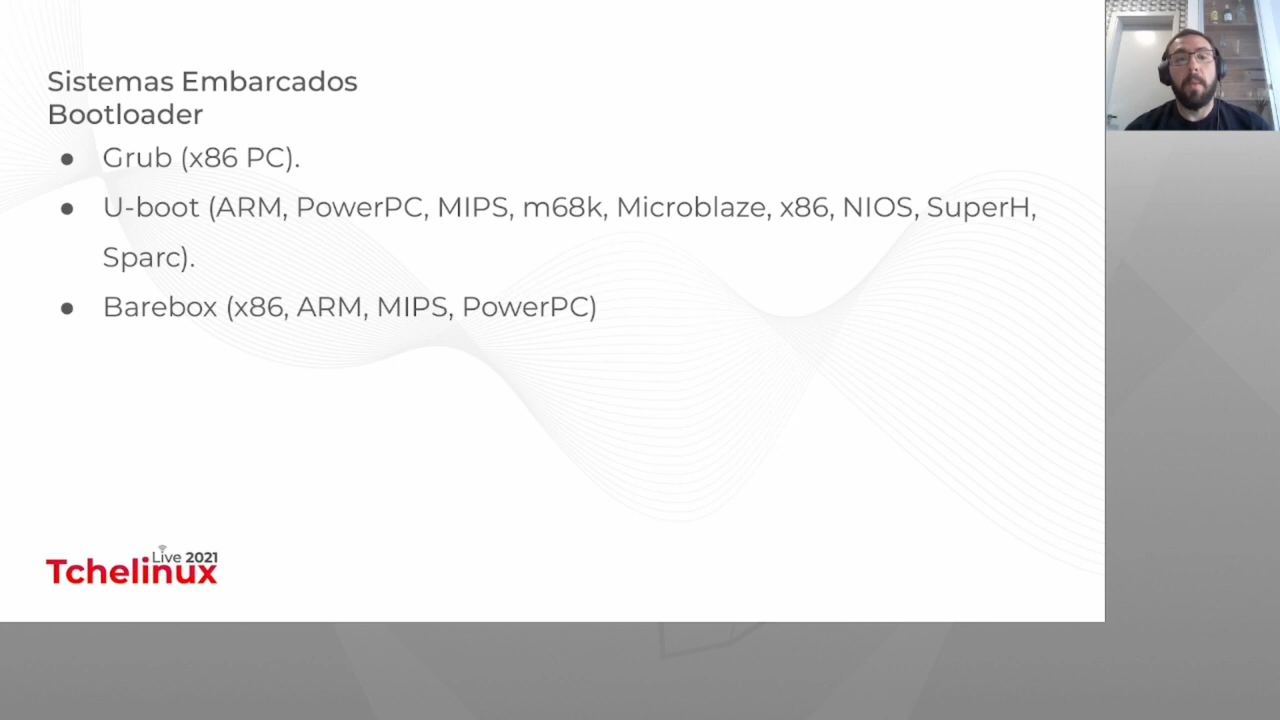 Sistemas Embarcados
Bootloader
● Grub (x86 PC).
● U-boot (ARM, PowerPC, MIPS, m68k, Microblaze, x86, NIOS, SuperH,
Sparc).
● Barebox (x86, ARM, MIPS, PowerPC)
Live 2021
Tchelinux